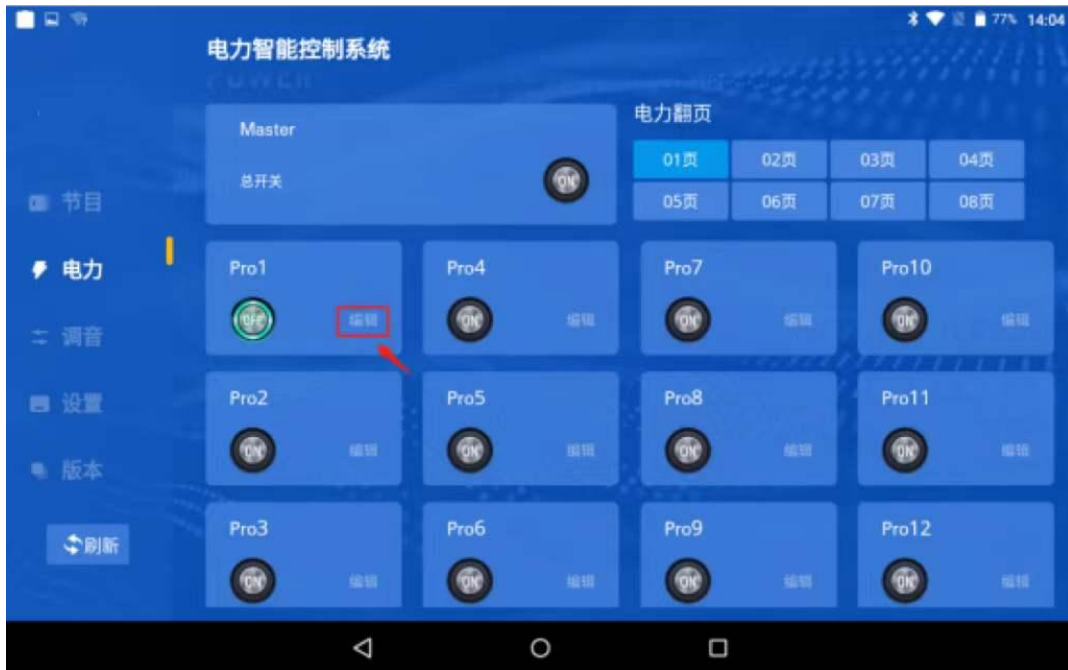 77% 14:04
电力智能控制系统
POWER
Master
总开关
ON
电力翻页
01页 02页 03页 04页
05页 06页 07页 08页
节目
电力
调音
设置
版本
刷新
Pro1 Pro4 Pro7 Pro10
OFF 编辑 ON 编辑 ON 编辑 ON 编辑
Pro2 Pro5 Pro8 Pro11
ON 编辑 ON 编辑 ON 编辑 ON 编辑
Pro3 Pro6 Pro9 Pro12
ON 编辑 ON 编辑 ON 编辑 ON 编辑